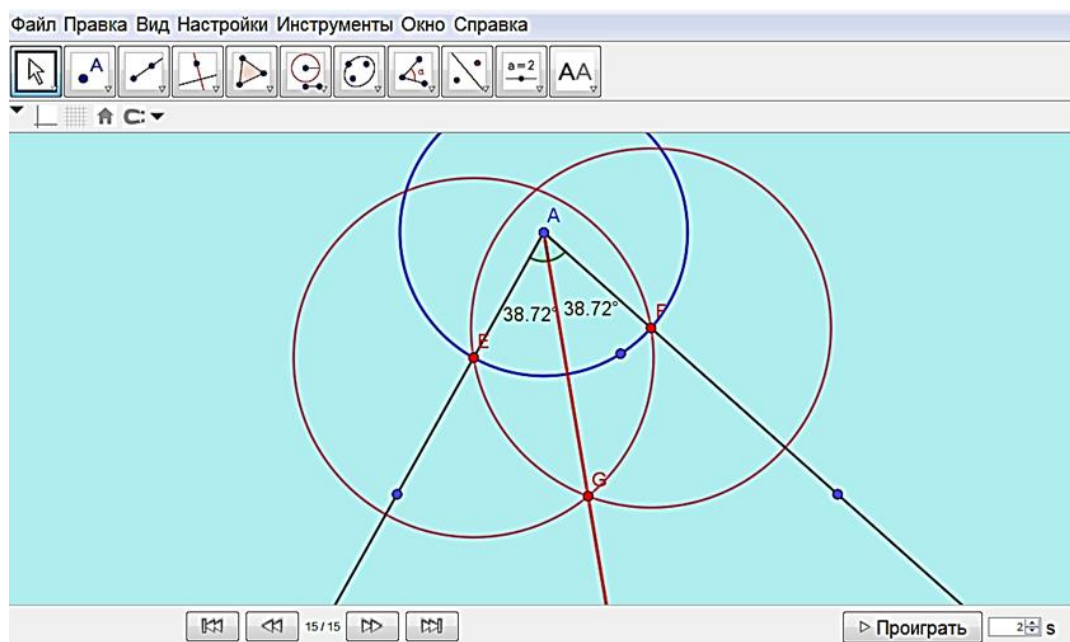 Файл Правка Вид Настройки Инструменты Окно Справка
A a = 2 AA
A
38.72° 38.72°
F
E
G
15 / 15 Проиграть 2 s